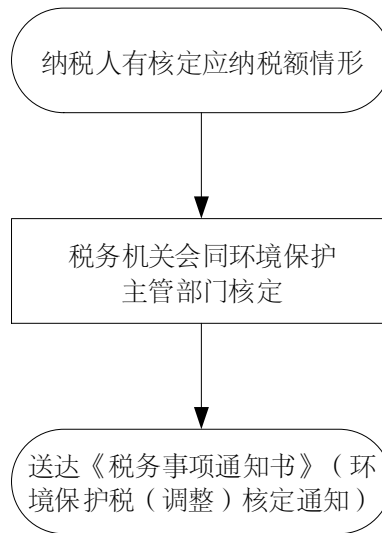 纳税人有核定应纳税额情形
税务机关会同环境保护
主管部门核定
送达《税务事项通知书》（环
境保护税（调整）核定通知）